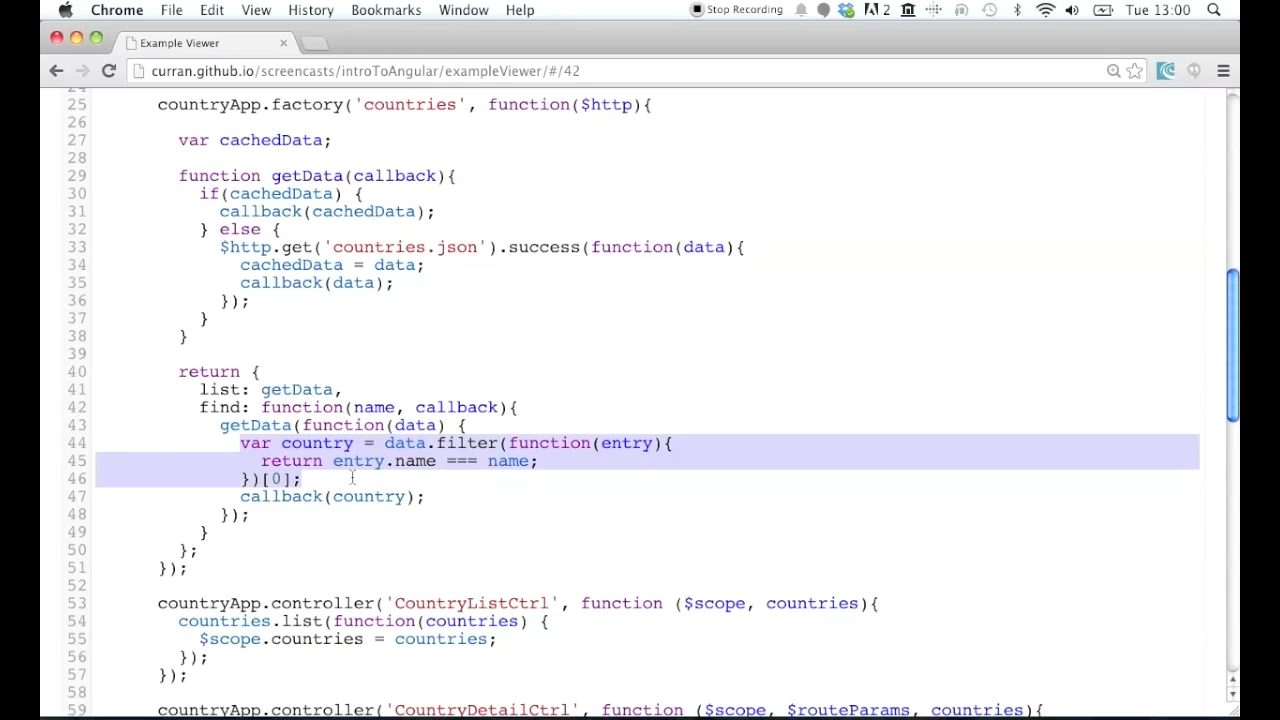 Chrome File Edit View History Bookmarks Window Help Stop Recording 2 Tue 13:00
Example Viewer
curran.github.io/screencasts/introToAngular/exampleViewer/#/42
24
25 countryApp.factory('countries', function($http){
26
27 var cachedData;
28
29 function getData(callback){
30 if(cachedData) {
31 callback(cachedData);
32 } else {
33 $http.get('countries.json').success(function(data){
34 cachedData = data;
35 callback(data);
36 });
37 }
38 }
39
40 return {
41 list: getData,
42 find: function(name, callback){
43 getData(function(data) {
44 var country = data.filter(function(entry){
45 return entry.name === name;
46 })[0];
47 callback(country);
48 });
49 }
50 };
51 });
52
53 countryApp.controller('CountryListCtrl', function ($scope, countries){
54 countries.list(function(countries) {
55 $scope.countries = countries;
56 });
57 });
58
59 countryApp.controller('CountryDetailCtrl', function ($scope, $routeParams, countries){